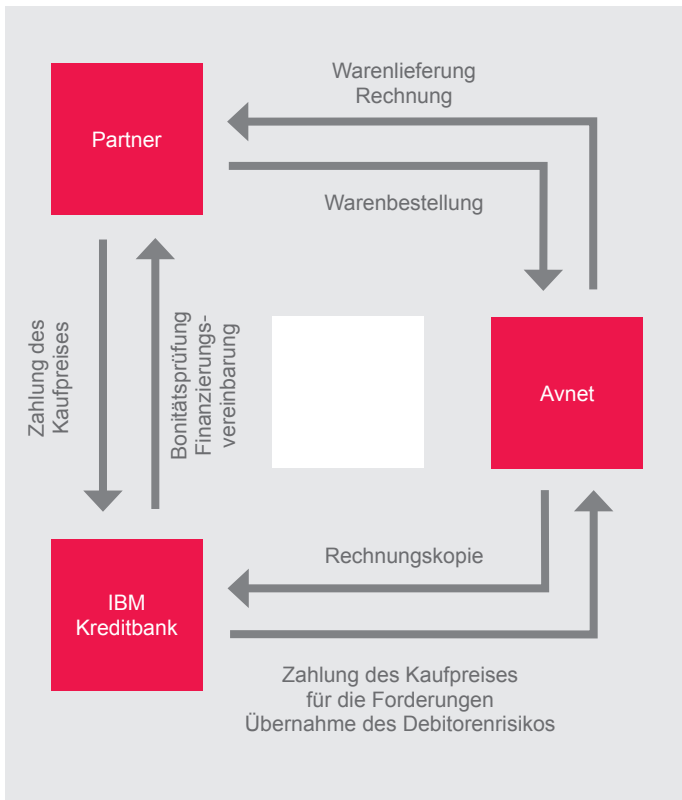 Warenlieferung
Rechnung
Partner
Warenbestellung
Zahlung des
Kaufpreises
Bonitätsprüfung
Finanzierungs-
vereinbarung
Avnet
Rechnungskopie
IBM
Kreditbank
Zahlung des Kaufpreises
für die Forderungen
Übernahme des Debitorenrisikos